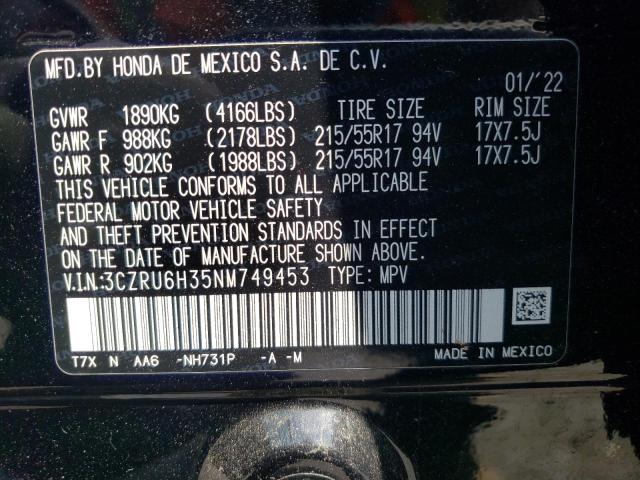 MFD.BY HONDA DE MEXICO S.A. DE C.V.
01/'22
GVWR 1890KG (4166LBS) TIRE SIZE RIM SIZE
GAWR F 988KG (2178LBS) 215/55R17 94V 17X7.5J
GAWR R 902KG (1988LBS) 215/55R17 94V 17X7.5J
THIS VEHICLE CONFORMS TO ALL APPLICABLE
FEDERAL MOTOR VEHICLE SAFETY
AND THEFT PREVENTION STANDARDS IN EFFECT
ON THE DATE OF MANUFACTURE SHOWN ABOVE.
V.I.N:3CZRU6H35NM749453 TYPE: MPV
T7X N AA6 -NH731P -A -M
MADE IN MEXICO